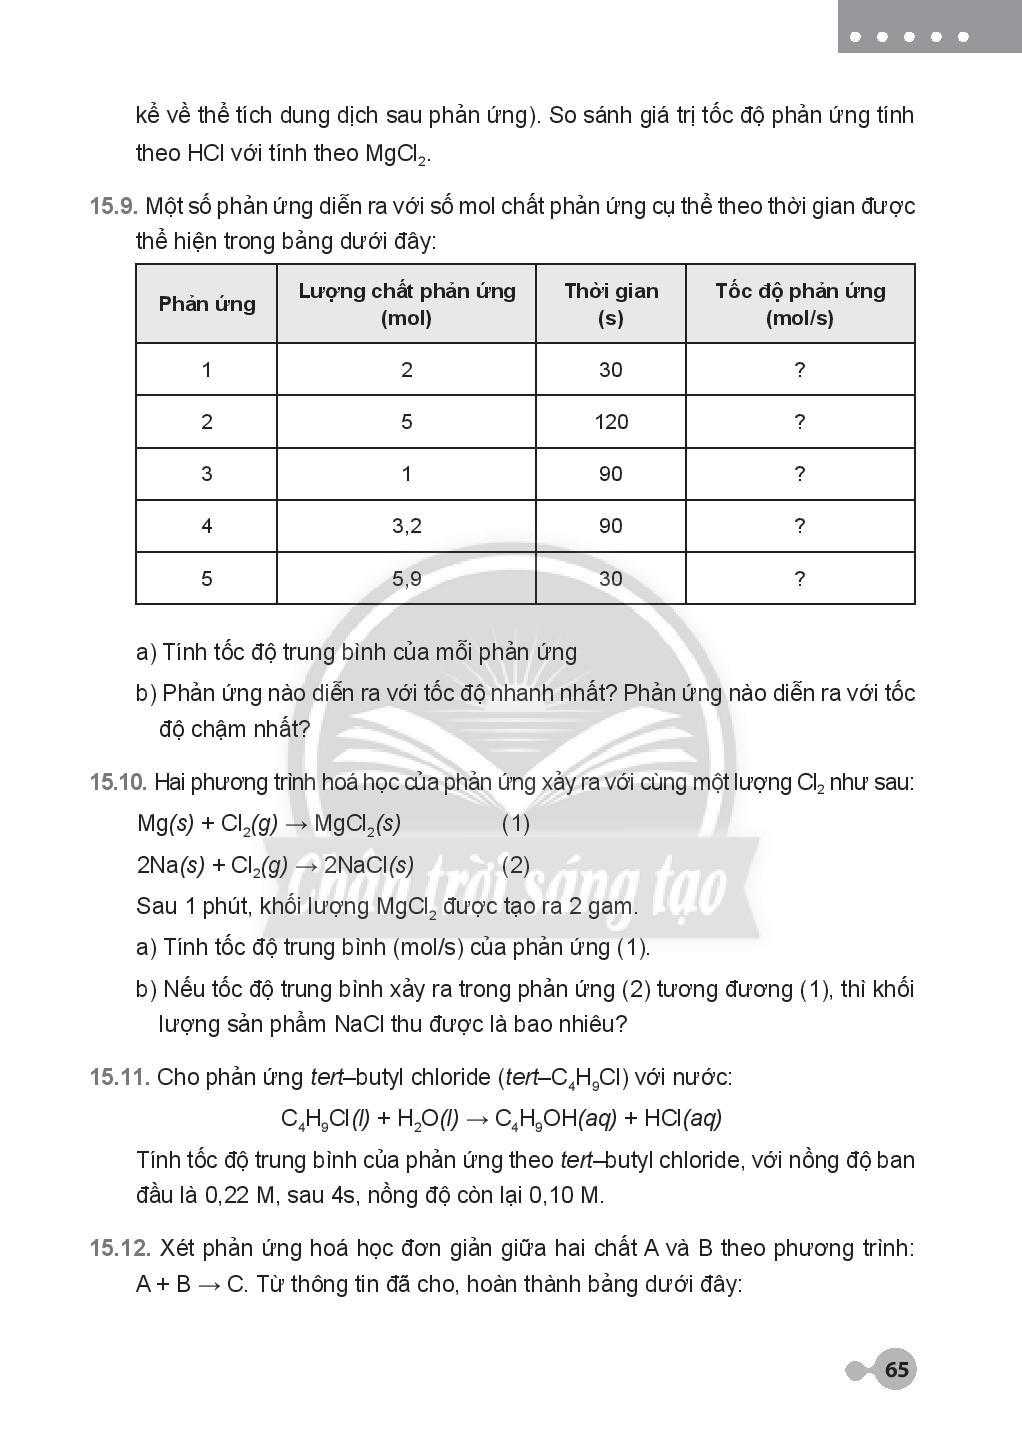 kể về thể tích dung dịch sau phản ứng). So sánh giá trị tốc độ phản ứng tính
theo HCl với tính theo MgCl₂.
15.9. Một số phản ứng diễn ra với số mol chất phản ứng cụ thể theo thời gian được
thể hiện trong bảng dưới đây:
Phản ứng Lượng chất phản ứng (mol) Thời gian (s) Tốc độ phản ứng (mol/s)
1 2 30 ?
2 5 120 ?
3 1 90 ?
4 3,2 90 ?
5 5,9 30 ?
a) Tính tốc độ trung bình của mỗi phản ứng
b) Phản ứng nào diễn ra với tốc độ nhanh nhất? Phản ứng nào diễn ra với tốc
độ chậm nhất?
15.10. Hai phương trình hoá học của phản ứng xảy ra với cùng một lượng Cl₂ như sau:
Mg(s) + Cl₂(g) → MgCl₂(s) (1)
2Na(s) + Cl₂(g) → 2NaCl(s) (2)
Chân trời sáng tạo
Sau 1 phút, khối lượng MgCl₂ được tạo ra 2 gam.
a) Tính tốc độ trung bình (mol/s) của phản ứng (1).
b) Nếu tốc độ trung bình xảy ra trong phản ứng (2) tương đương (1), thì khối
lượng sản phẩm NaCl thu được là bao nhiêu?
15.11. Cho phản ứng tert–butyl chloride (tert–C₄H₉Cl) với nước:
C₄H₉Cl(l) + H₂O(l) → C₄H₉OH(aq) + HCl(aq)
Tính tốc độ trung bình của phản ứng theo tert–butyl chloride, với nồng độ ban
đầu là 0,22 M, sau 4s, nồng độ còn lại 0,10 M.
15.12. Xét phản ứng hoá học đơn giản giữa hai chất A và B theo phương trình:
A + B → C. Từ thông tin đã cho, hoàn thành bảng dưới đây:
65